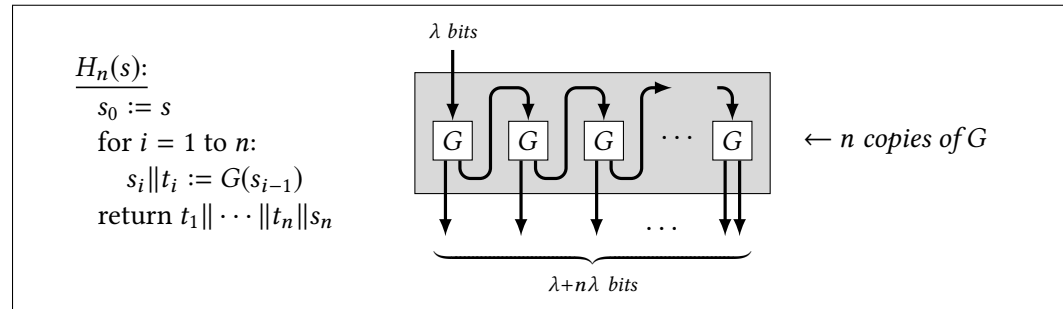 H_n(s):
s_0 := s
for i = 1 to n:
s_i‖t_i := G(s_{i−1})
return t_1‖ · · · ‖t_n‖s_n
λ bits
G G G · · · G
← n copies of G
· · ·
λ+nλ bits